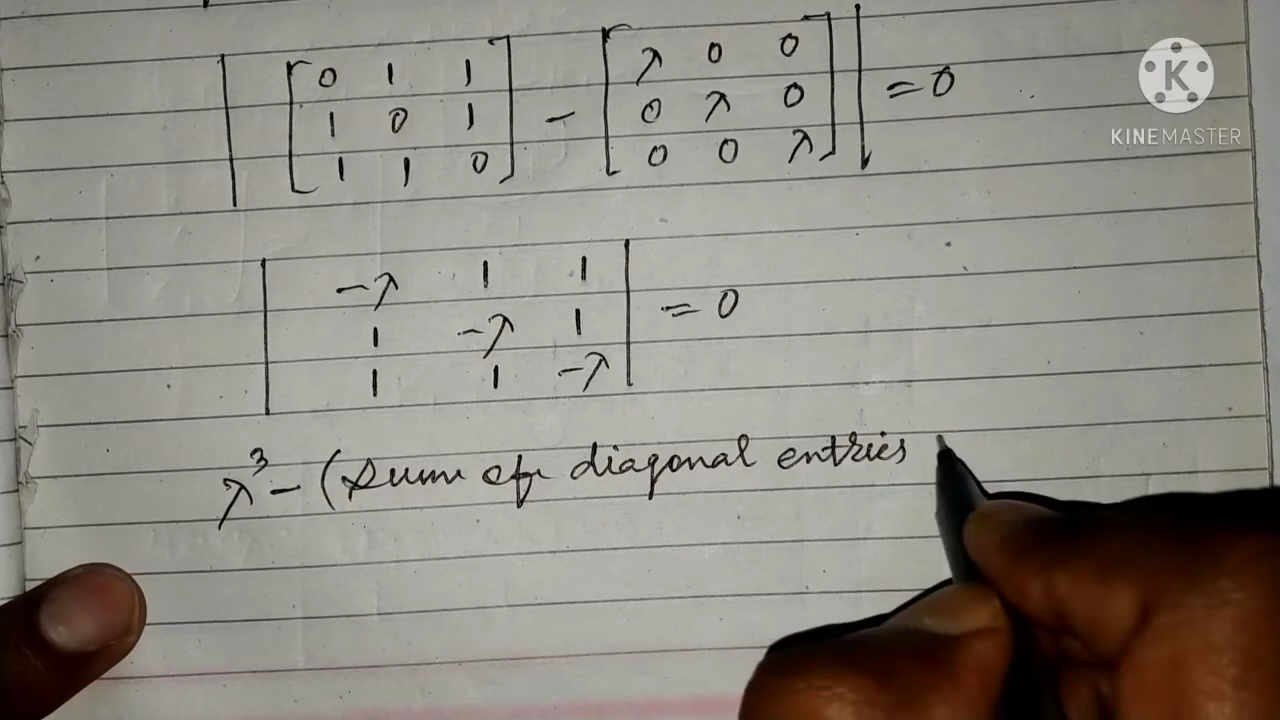 | [ 0 1 1 ] - [ λ 0 0 ] | = 0
1 0 1 0 λ 0
1 1 0 0 0 λ
K
KINEMASTER
| -λ 1 1 | = 0
1 -λ 1
1 1 -λ
λ³ - (sum of diagonal entries